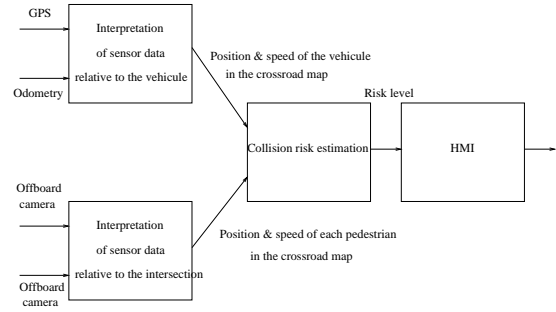 GPS
Interpretation
of sensor data
relative to the vehicule
Odometry
Position & speed of the vehicule
in the crossroad map
Risk level
Collision risk estimation
HMI
Offboard
camera
Interpretation
of sensor data
relative to the intersection
Offboard
camera
Position & speed of each pedestrian
in the crossroad map